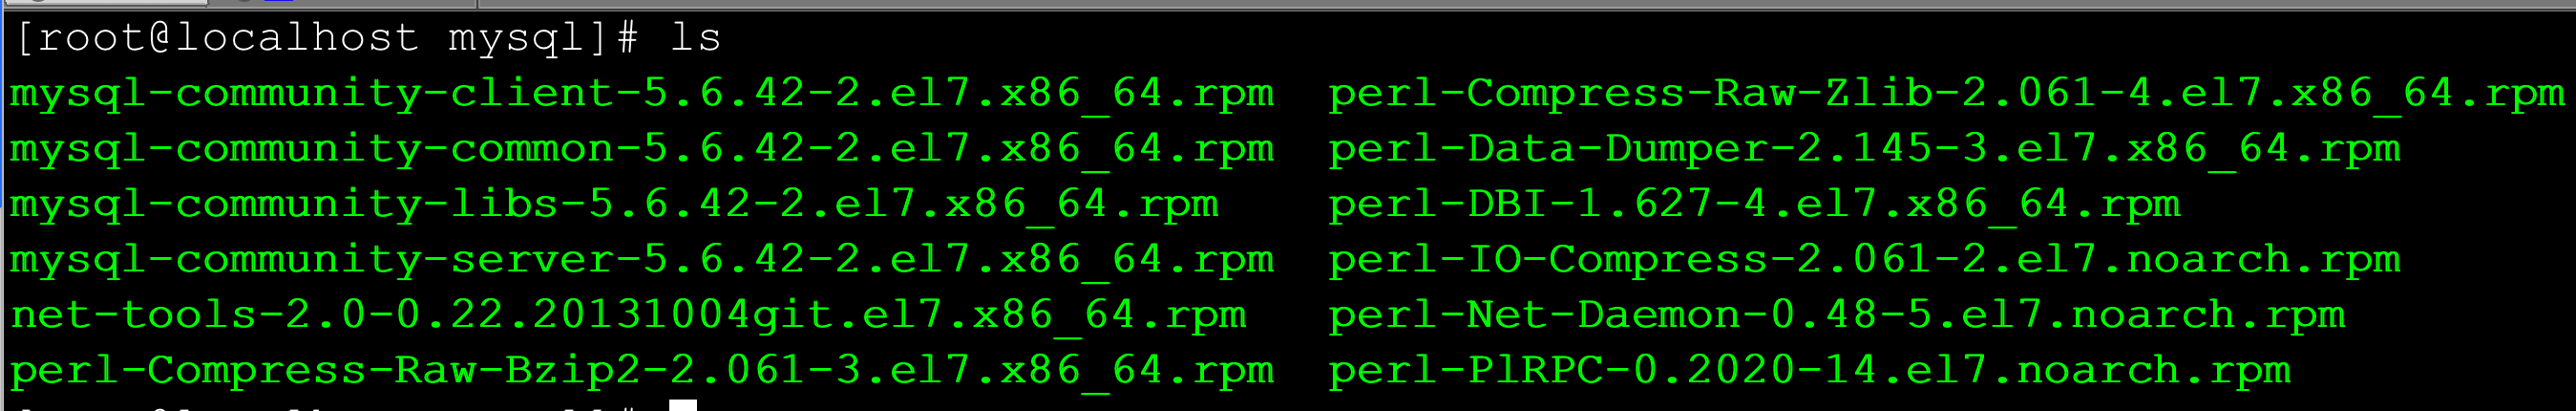 [root@localhost mysql]# ls
mysql-community-client-5.6.42-2.el7.x86_64.rpm perl-Compress-Raw-Zlib-2.061-4.el7.x86_64.rpm
mysql-community-common-5.6.42-2.el7.x86_64.rpm perl-Data-Dumper-2.145-3.el7.x86_64.rpm
mysql-community-libs-5.6.42-2.el7.x86_64.rpm perl-DBI-1.627-4.el7.x86_64.rpm
mysql-community-server-5.6.42-2.el7.x86_64.rpm perl-IO-Compress-2.061-2.el7.noarch.rpm
net-tools-2.0-0.22.20131004git.el7.x86_64.rpm perl-Net-Daemon-0.48-5.el7.noarch.rpm
perl-Compress-Raw-Bzip2-2.061-3.el7.x86_64.rpm perl-PlRPC-0.2020-14.el7.noarch.rpm